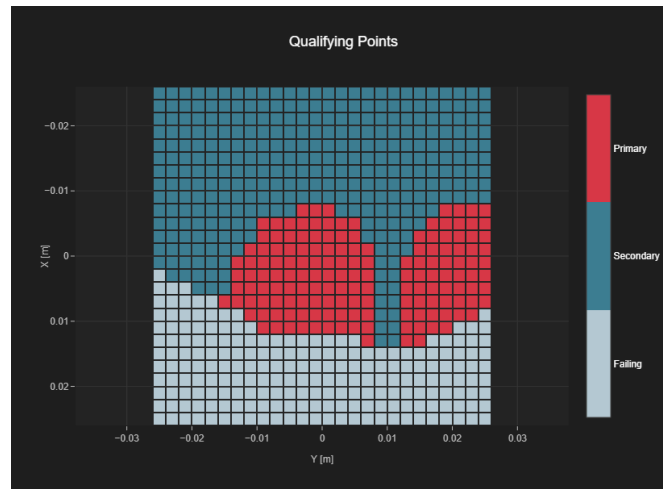 Qualifying Points
−0.02
−0.01
0
0.01
0.02
X [m]
−0.03
−0.02
−0.01
0
0.01
0.02
0.03
Y [m]
Primary
Secondary
Failing